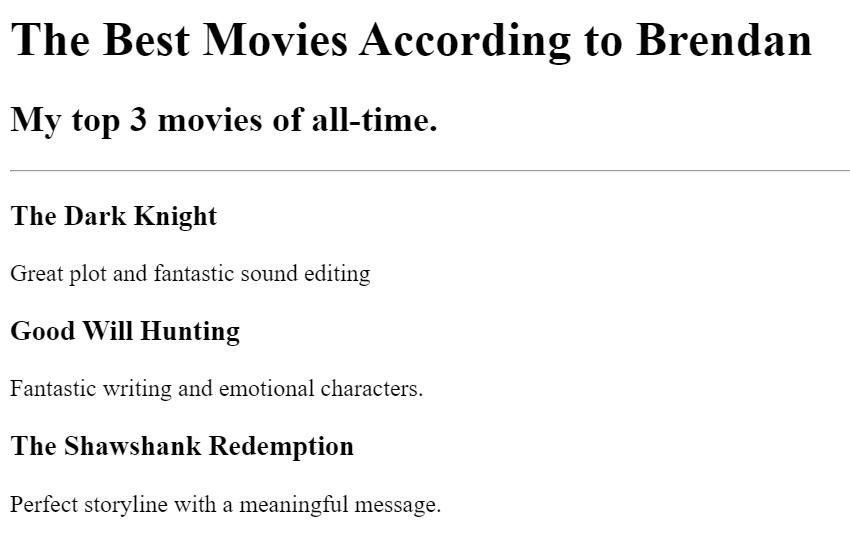 The Best Movies According to Brendan
My top 3 movies of all-time.
The Dark Knight
Great plot and fantastic sound editing
Good Will Hunting
Fantastic writing and emotional characters.
The Shawshank Redemption
Perfect storyline with a meaningful message.